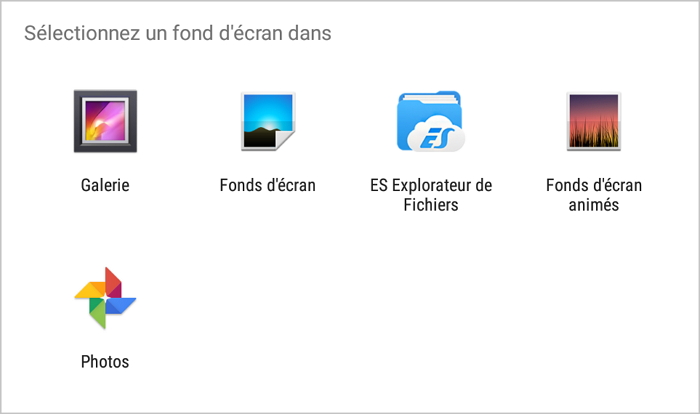 Sélectionnez un fond d'écran dans
ES
Galerie
Fonds d'écran
ES Explorateur de
Fichiers
Fonds d'écran
animés
Photos